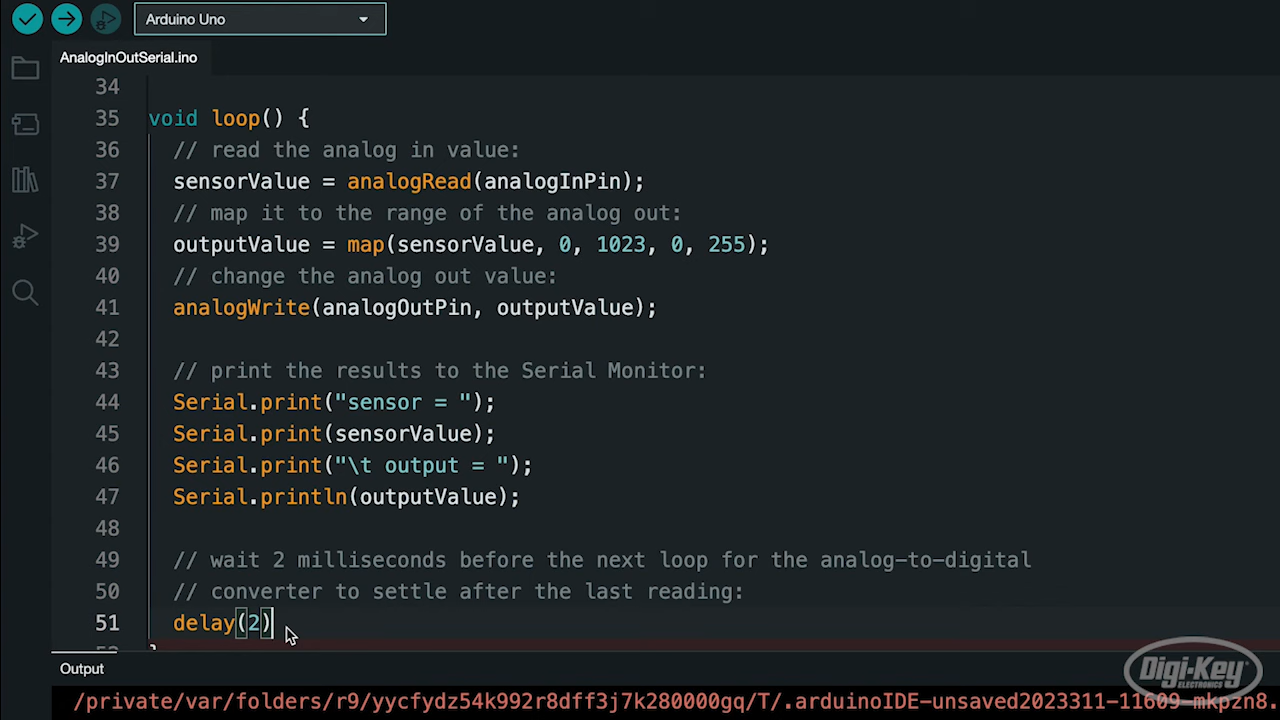 Arduino Uno
AnalogInOutSerial.ino
34
35 void loop() {
36 // read the analog in value:
37 sensorValue = analogRead(analogInPin);
38 // map it to the range of the analog out:
39 outputValue = map(sensorValue, 0, 1023, 0, 255);
40 // change the analog out value:
41 analogWrite(analogOutPin, outputValue);
42
43 // print the results to the Serial Monitor:
44 Serial.print("sensor = ");
45 Serial.print(sensorValue);
46 Serial.print("\t output = ");
47 Serial.println(outputValue);
48
49 // wait 2 milliseconds before the next loop for the analog-to-digital
50 // converter to settle after the last reading:
51 delay(2)
Output
Digi-Key
ELECTRONICS
/private/var/folders/r9/yycfydz54k992r8dff3j7k280000gq/T/.arduinoIDE-unsaved2023311-11609-mkpzn8.